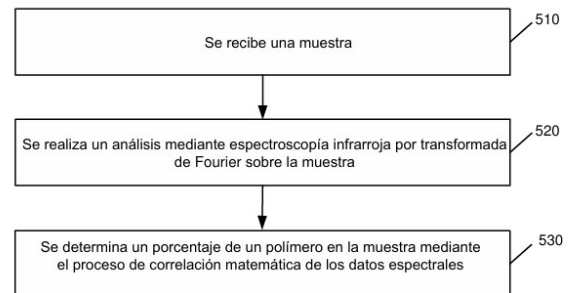 510
Se recibe una muestra
520
Se realiza un análisis mediante espectroscopía infrarroja por transformada
de Fourier sobre la muestra
530
Se determina un porcentaje de un polímero en la muestra mediante
el proceso de correlación matemática de los datos espectrales